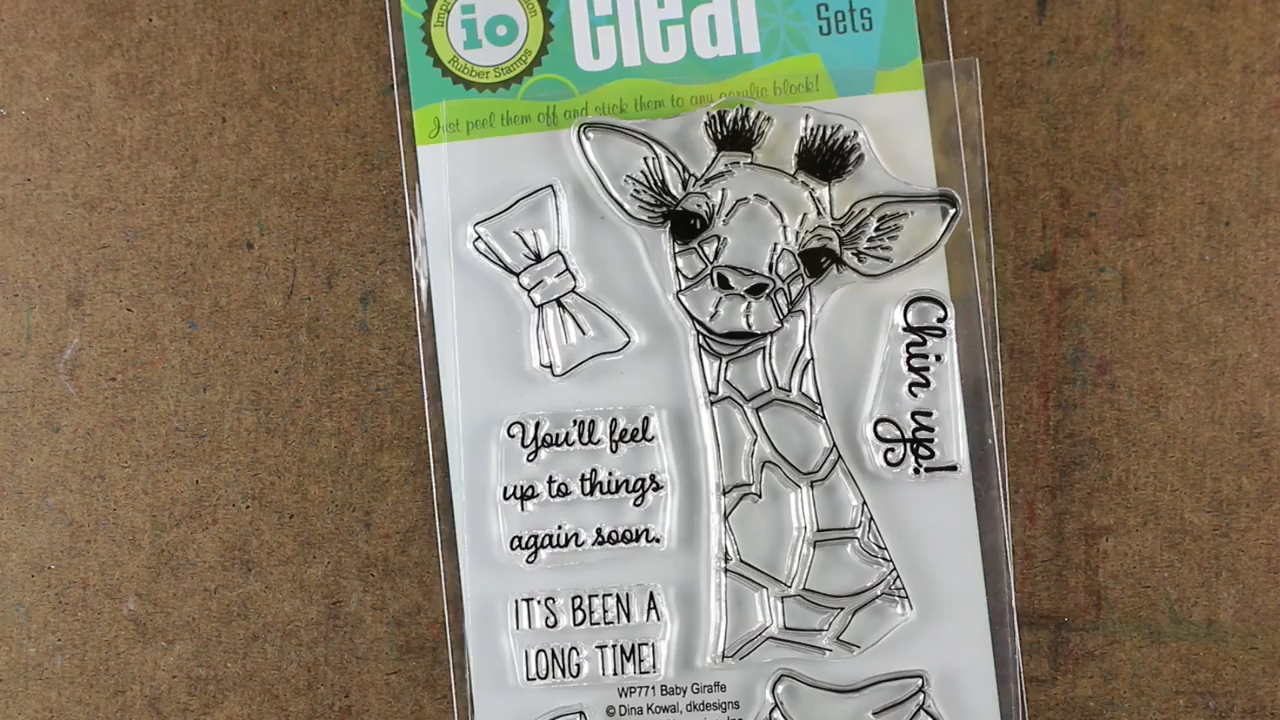 io
Rubber Stamps
Clear
Sets
Just peel them off and stick them to any acrylic block!
Chin up!
You'll feel
up to things
again soon.
IT'S BEEN A
LONG TIME!
WP771 Baby Giraffe
© Dina Kowal, dkdesigns